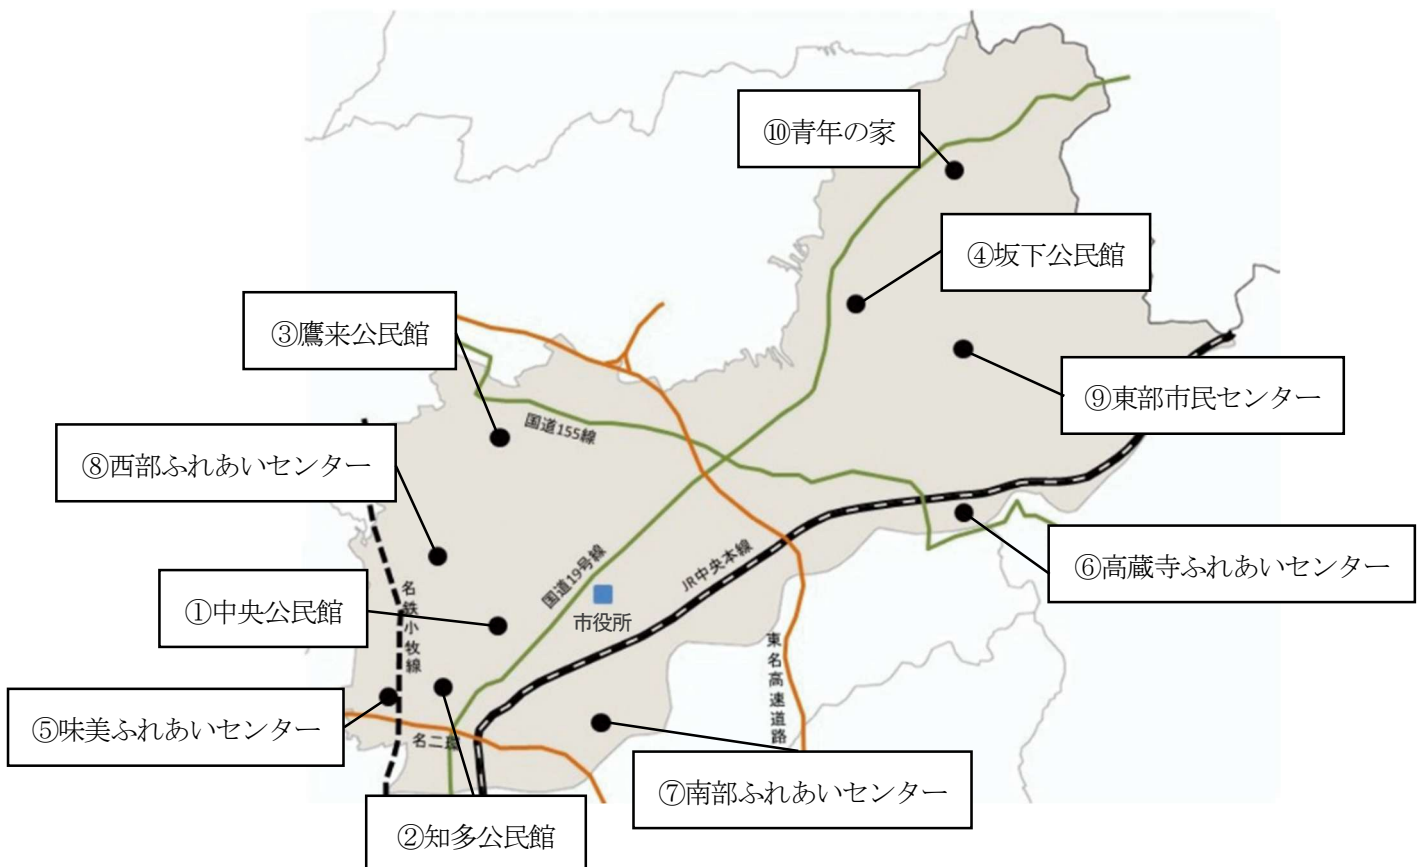 ⑩青年の家
④坂下公民館
③鷹来公民館
⑨東部市民センター
国道155線
⑧西部ふれあいセンター
⑥高蔵寺ふれあいセンター
国道19号線
JR中央本線
名鉄小牧線
①中央公民館
市役所
東名高速道路
⑤味美ふれあいセンター
名二環
⑦南部ふれあいセンター
②知多公民館